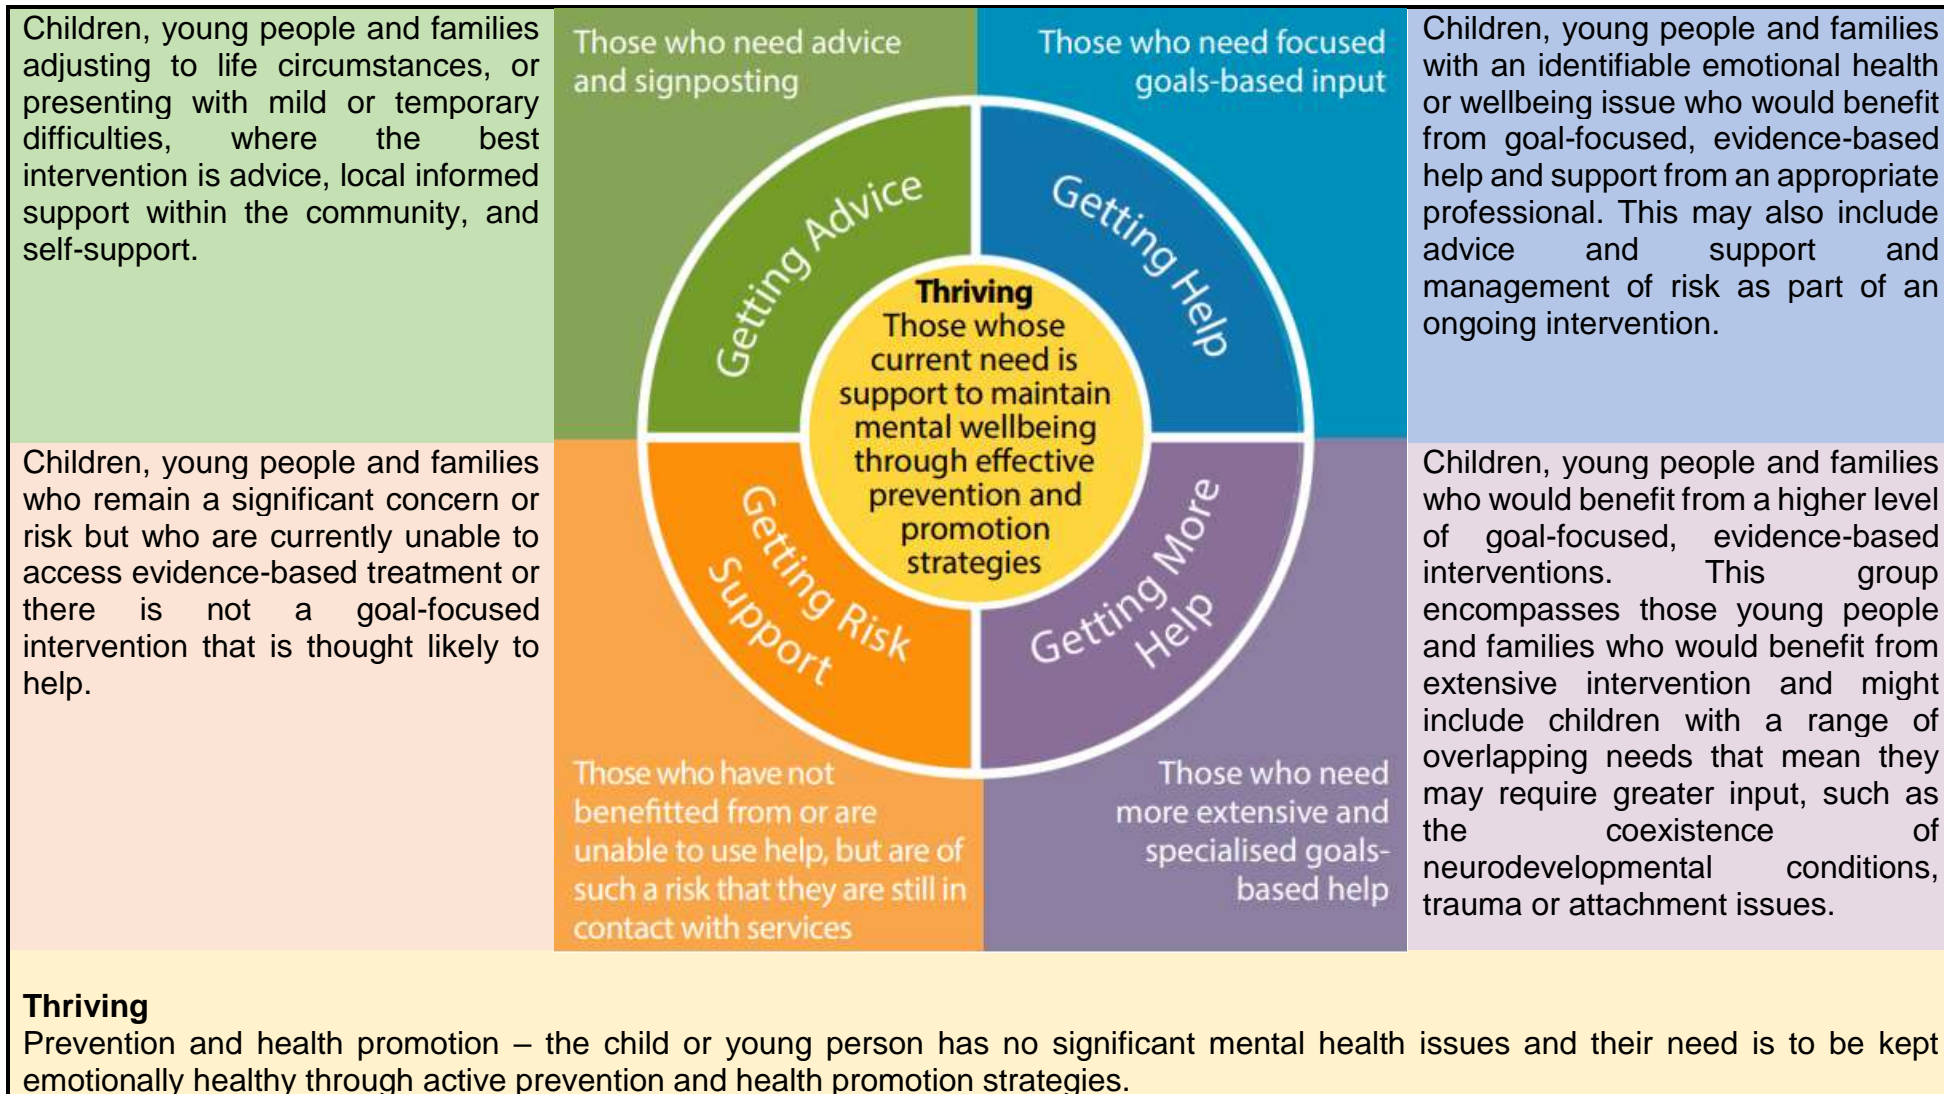 Children, young people and families
adjusting to life circumstances, or
presenting with mild or temporary
difficulties, where the best
intervention is advice, local informed
support within the community, and
self-support.
Those who need advice
and signposting
Those who need focused
goals-based input
Children, young people and families
with an identifiable emotional health
or wellbeing issue who would benefit
from goal-focused, evidence-based
help and support from an appropriate
professional. This may also include
advice and support and
management of risk as part of an
ongoing intervention.
Getting Advice
Getting Help
Thriving
Those whose
current need is
support to maintain
mental wellbeing
through effective
prevention and
promotion
strategies
Getting Risk
Support
Getting More
Help
Children, young people and families
who remain a significant concern or
risk but who are currently unable to
access evidence-based treatment or
there is not a goal-focused
intervention that is thought likely to
help.
Those who have not
benefitted from or are
unable to use help, but are of
such a risk that they are still in
contact with services
Those who need
more extensive and
specialised goals-
based help
Children, young people and families
who would benefit from a higher level
of goal-focused, evidence-based
interventions. This group
encompasses those young people
and families who would benefit from
extensive intervention and might
include children with a range of
overlapping needs that mean they
may require greater input, such as
the coexistence of
neurodevelopmental conditions,
trauma or attachment issues.
Thriving
Prevention and health promotion – the child or young person has no significant mental health issues and their need is to be kept
emotionally healthy through active prevention and health promotion strategies.